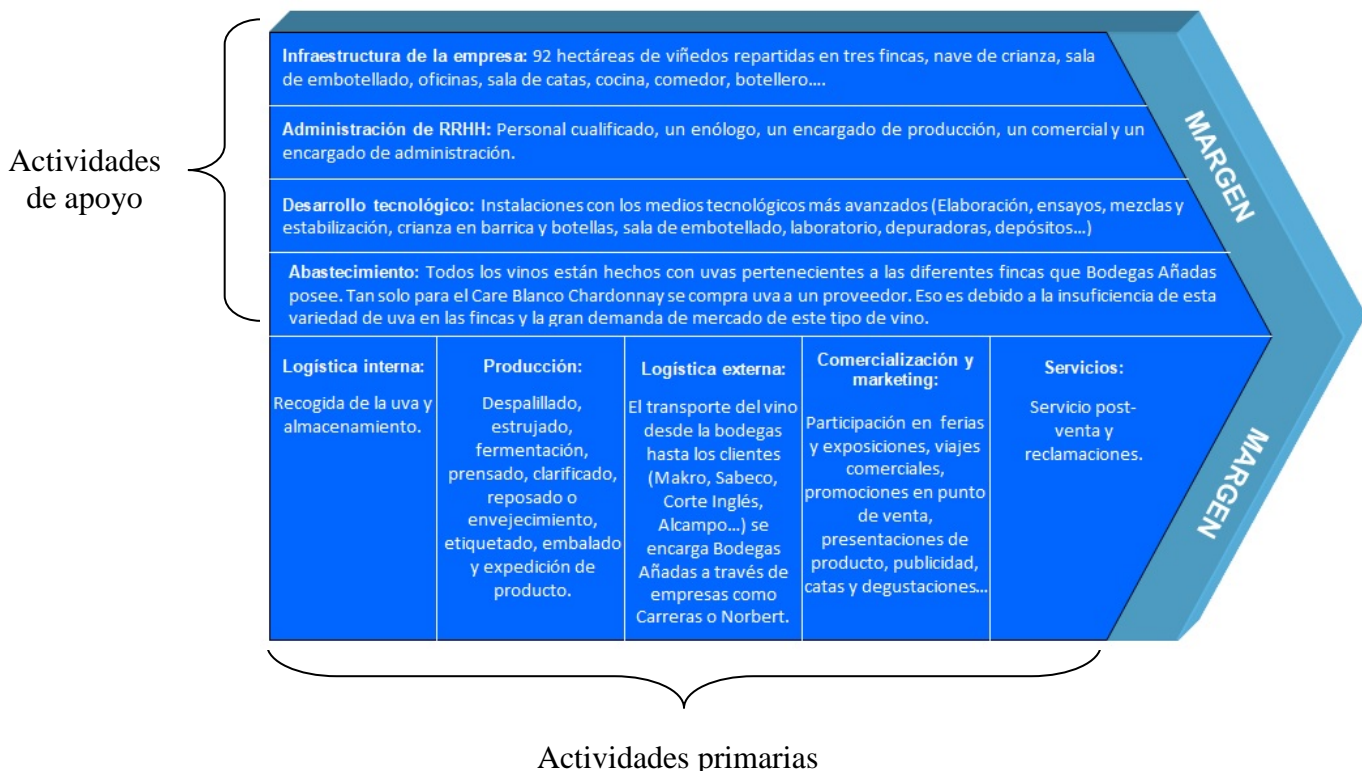 Actividades
de apoyo
Infraestructura de la empresa: 92 hectáreas de viñedos repartidas en tres fincas, nave de crianza, sala
de embotellado, oficinas, sala de catas, cocina, comedor, botellero....
Administración de RRHH: Personal cualificado, un enólogo, un encargado de producción, un comercial y un
encargado de administración.
Desarrollo tecnológico: Instalaciones con los medios tecnológicos más avanzados (Elaboración, ensayos, mezclas y
estabilización, crianza en barrica y botellas, sala de embotellado, laboratorio, depuradoras, depósitos...)
Abastecimiento: Todos los vinos están hechos con uvas pertenecientes a las diferentes fincas que Bodegas Añadas
posee. Tan solo para el Care Blanco Chardonnay se compra uva a un proveedor. Eso es debido a la insuficiencia de esta
variedad de uva en las fincas y la gran demanda de mercado de este tipo de vino.
Logística interna:
Recogida de la uva y
almacenamiento.
Producción:
Despalillado,
estrujado,
fermentación,
prensado, clarificado,
reposado o
envejecimiento,
etiquetado, embalado
y expedición de
producto.
Logística externa:
El transporte del vino
desde la bodegas
hasta los clientes
(Makro, Sabeco,
Corte Inglés,
Alcampo...) se
encarga Bodegas
Añadas a través de
empresas como
Carreras o Norbert.
Comercialización y
marketing:
Participación en ferias
y exposiciones, viajes
comerciales,
promociones en punto
de venta,
presentaciones de
producto, publicidad,
catas y degustaciones...
Servicios:
Servicio post-
venta y
reclamaciones.
MARGEN
MARGEN
Actividades primarias